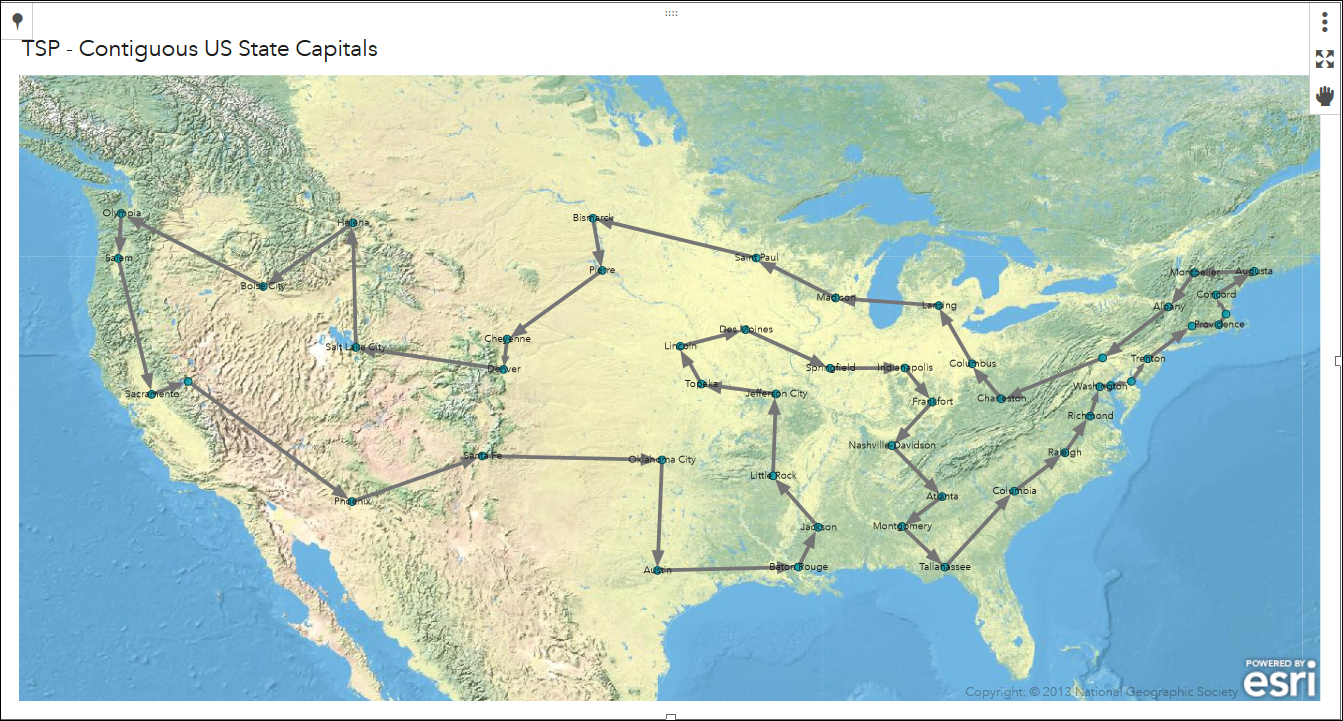 TSP - Contiguous US State Capitals
Olympia
Helena
Bismarck
Salem
Saint Paul
Pierre
Montpelier
Augusta
Boise City
Madison
Lansing
Concord
Albany
Providence
Des Moines
Cheyenne
Salt Lake City
Lincoln
Denver
Springfield
Indianapolis
Columbus
Trenton
Topeka
Jefferson City
Washington
Sacramento
Frankfort
Charleston
Richmond
Nashville-Davidson
Santa Fe
Oklahoma City
Raleigh
Little Rock
Columbia
Phoenix
Atlanta
Jackson
Montgomery
Austin
Baton Rouge
Tallahassee
POWERED BY
esri
Copyright: © 2013 National Geographic Society